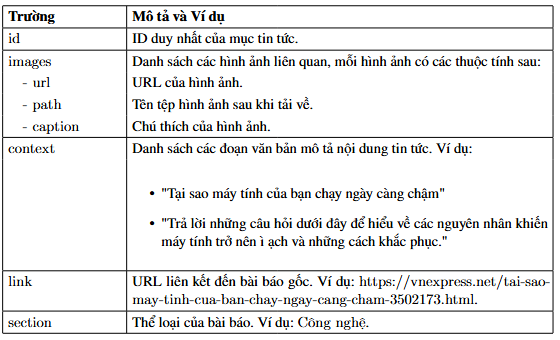 Trường Mô tả và Ví dụ
id ID duy nhất của mục tin tức.
images Danh sách các hình ảnh liên quan, mỗi hình ảnh có các thuộc tính sau:
- url URL của hình ảnh.
- path Tên tệp hình ảnh sau khi tải về.
- caption Chú thích của hình ảnh.
context Danh sách các đoạn văn bản mô tả nội dung tin tức. Ví dụ:
• "Tại sao máy tính của bạn chạy ngày càng chậm"
• "Trả lời những câu hỏi dưới đây để hiểu về các nguyên nhân khiến
máy tính trở nên ì ạch và những cách khắc phục."
link URL liên kết đến bài báo gốc. Ví dụ: https://vnexpress.net/tai-sao-
may-tinh-cua-ban-chay-ngay-cang-cham-3502173.html.
section Thể loại của bài báo. Ví dụ: Công nghệ.